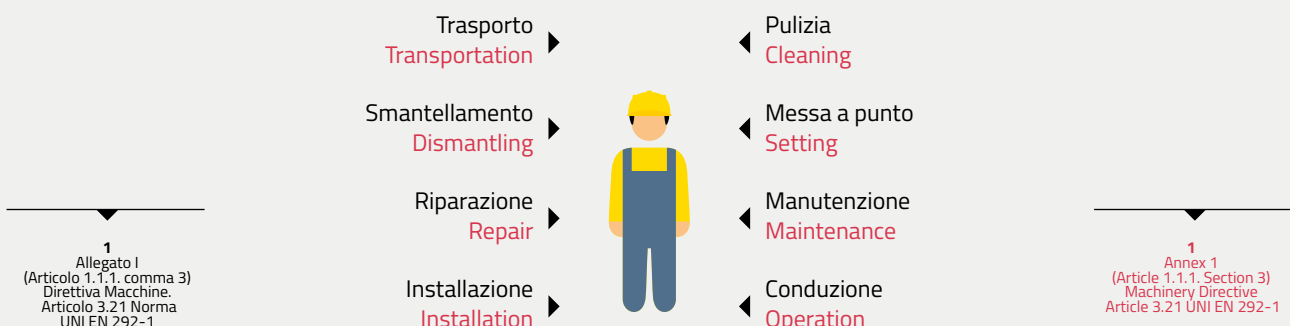 Trasporto
Transportation
Smantellamento
Dismantling
Riparazione
Repair
Installazione
Installation
Pulizia
Cleaning
Messa a punto
Setting
Manutenzione
Maintenance
Conduzione
Operation
1
Allegato I
(Articolo 1.1.1. comma 3)
Direttiva Macchine.
Articolo 3.21 Norma
UNI EN 292-1
1
Annex 1
(Article 1.1.1. Section 3)
Machinery Directive
Article 3.21 UNI EN 292-1